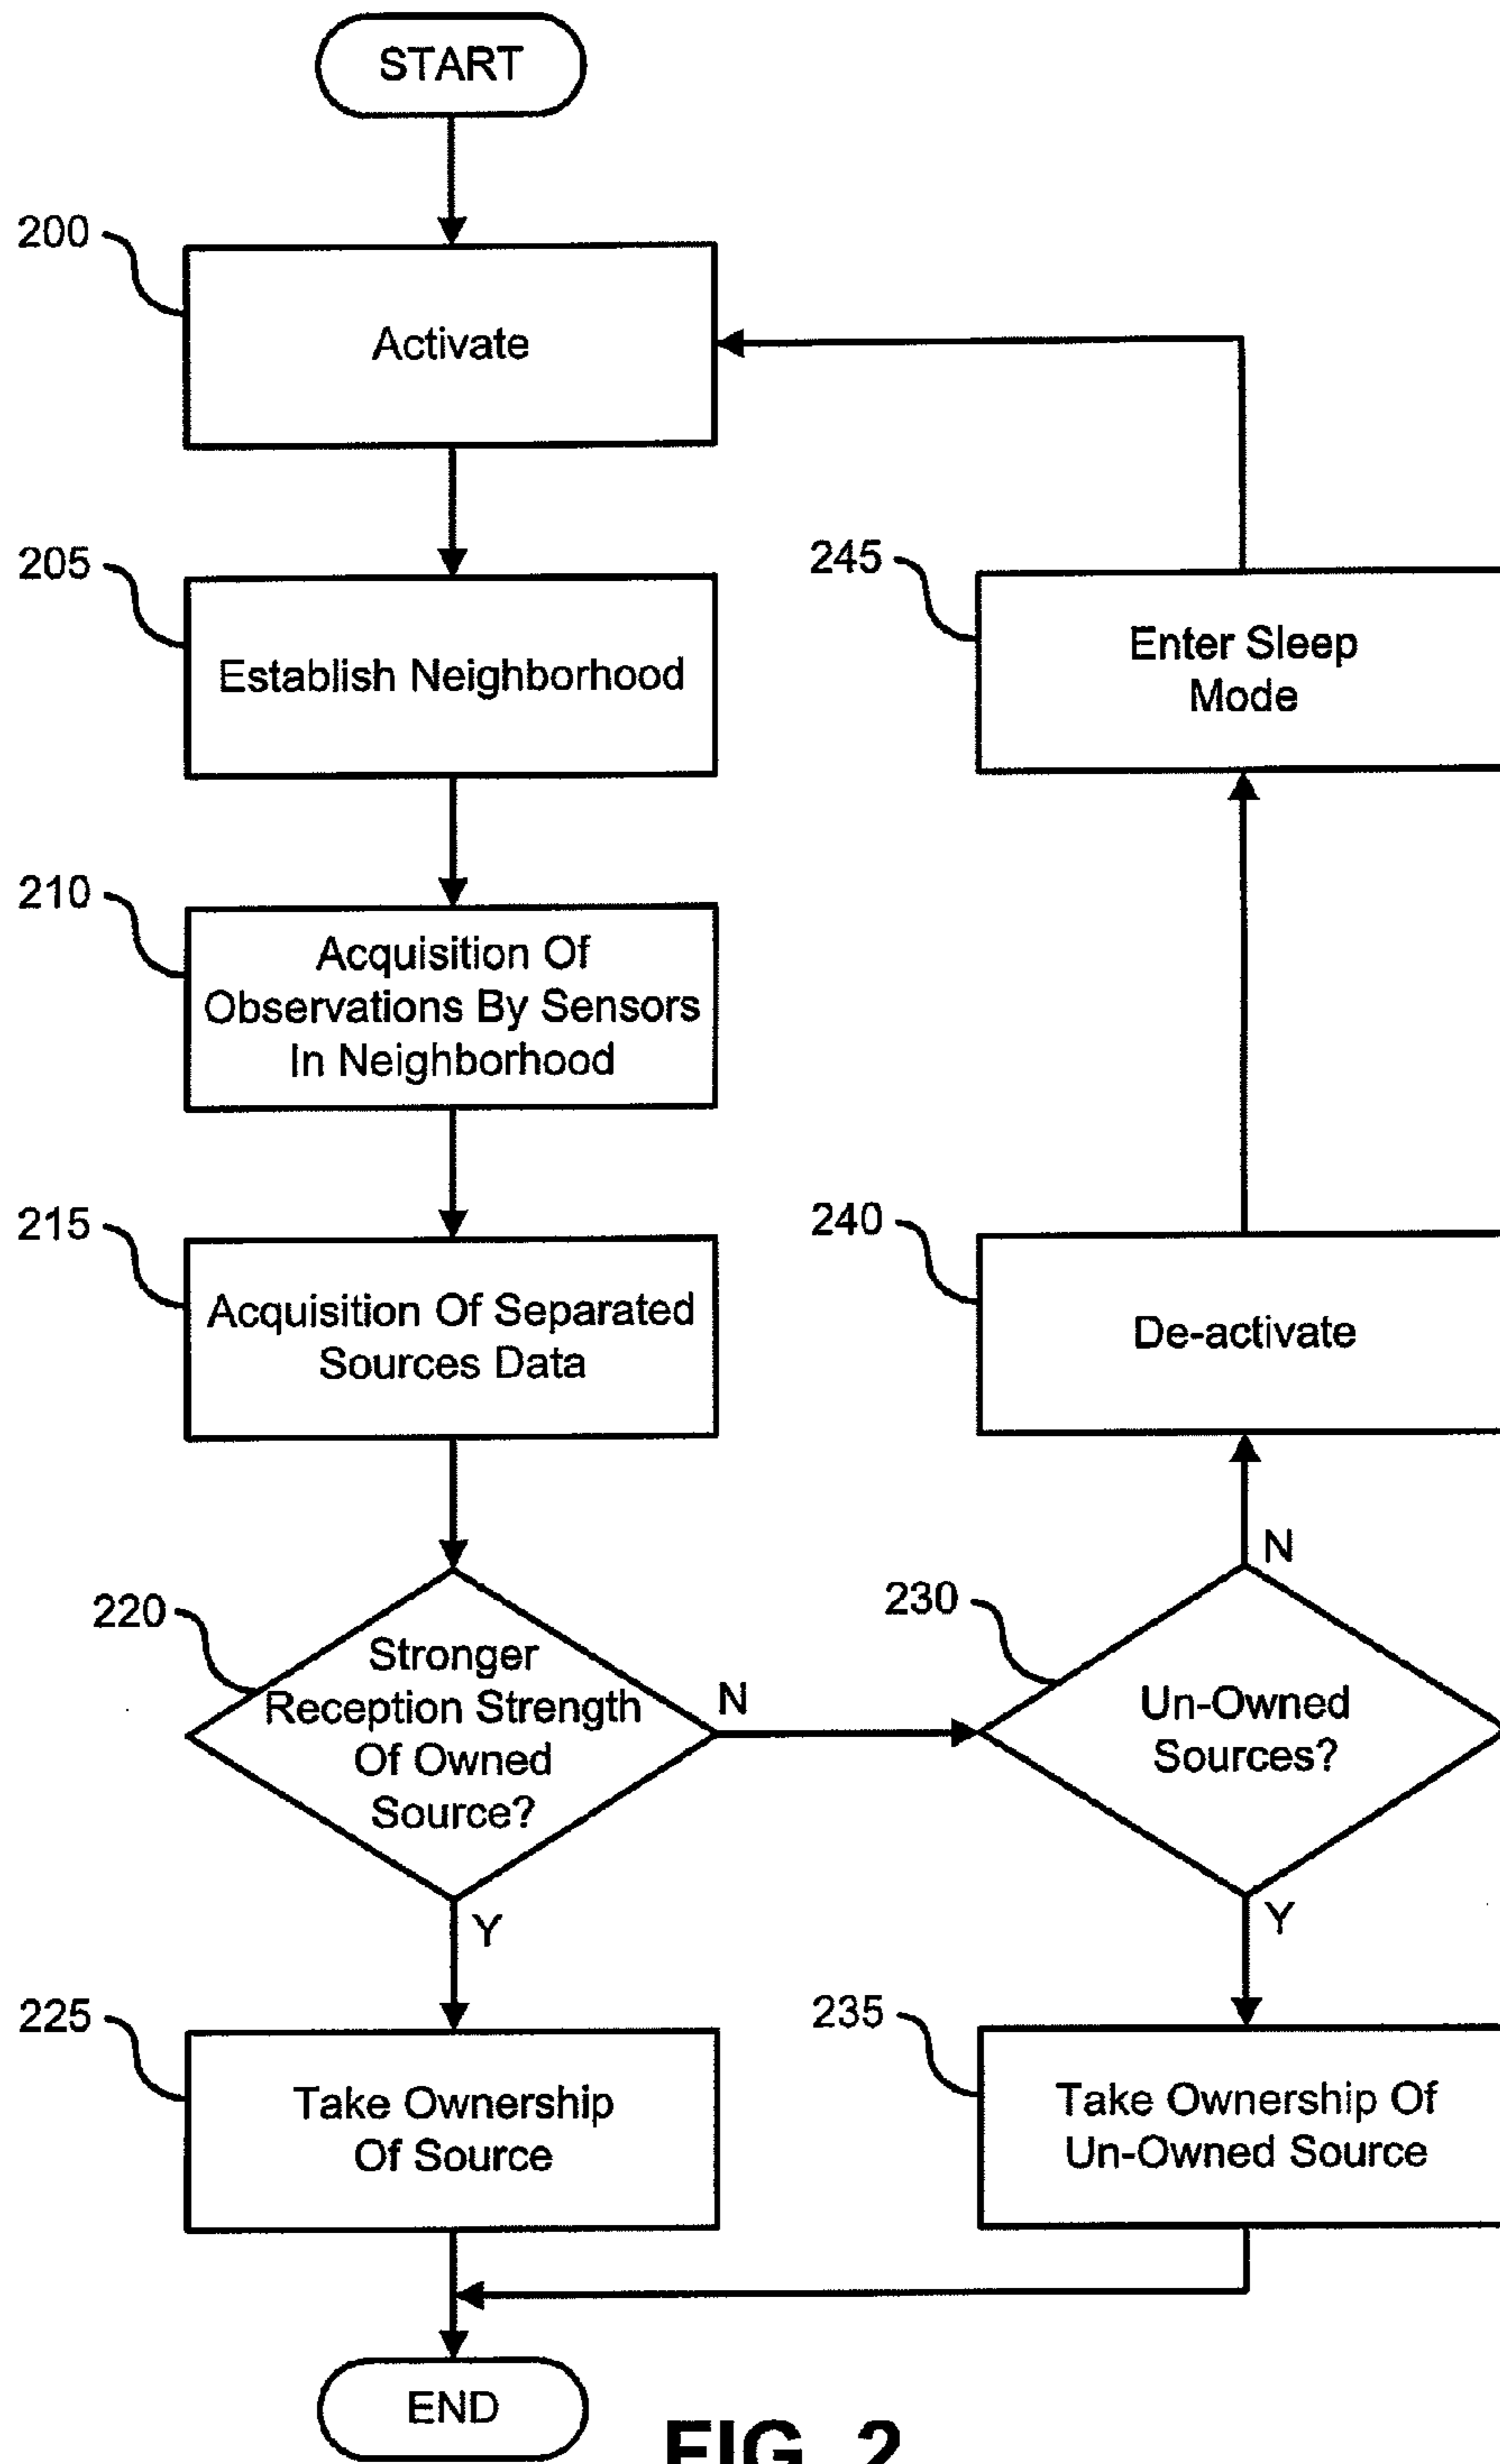 START
200
Activate
205
Establish Neighborhood
245
Enter Sleep
Mode
210
Acquisition Of
Observations By Sensors
In Neighborhood
215
Acquisition Of Separated
Sources Data
240
De-activate
220
Stronger
Reception Strength
Of Owned
Source?
N
Y
230
Un-Owned
Sources?
N
Y
225
Take Ownership
Of Source
235
Take Ownership Of
Un-Owned Source
END
FIG. 2